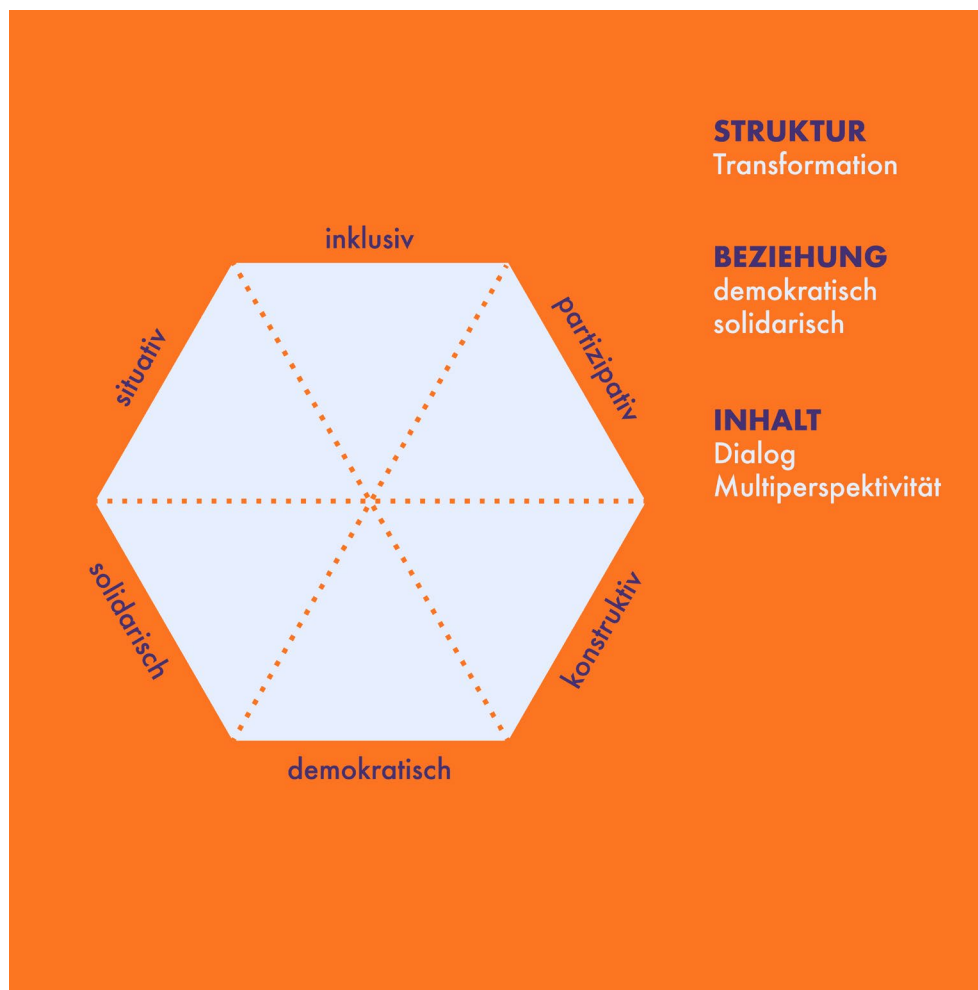 STRUKTUR
Transformation
BEZIEHUNG
demokratisch
solidarisch
INHALT
Dialog
Multiperspektivität
inklusiv
partizipativ
konstruktiv
demokratisch
solidarisch
situativ